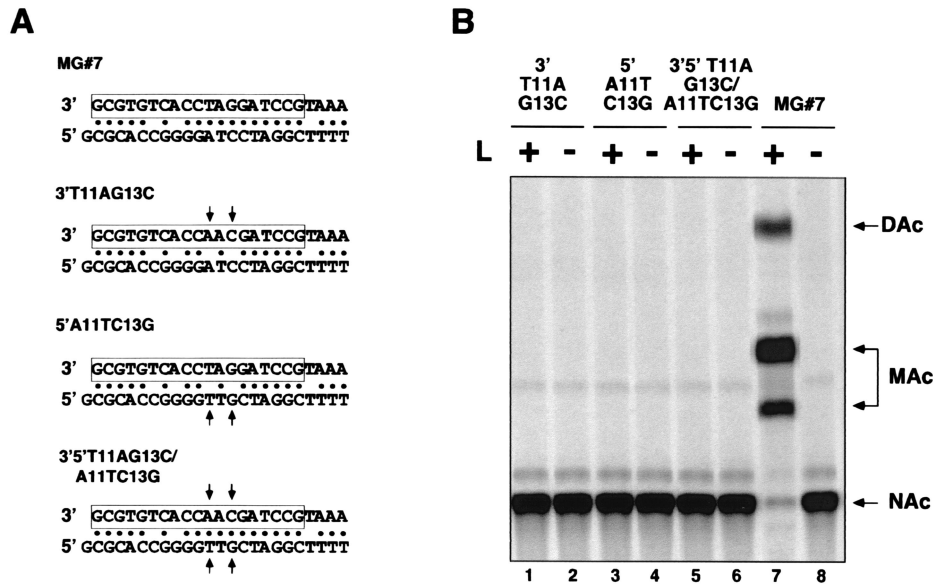 A
MG#7
3' GCGTGTCACCTAGGATCCGTAAA
5' GCGCACCGGGGATCCTAGGCTTTT
3'T11AG13C
3' GCGTGTCACCAACGATCCGTAAA
5' GCGCACCGGGGATCCTAGGCTTTT
5'A11TC13G
3' GCGTGTCACCTAGGATCCGTAAA
5' GCGCACCGGGGTTGCTAGGCTTTT
3'5'T11AG13C/
A11TC13G
3' GCGTGTCACCAACGATCCGTAAA
5' GCGCACCGGGGTTGCTAGGCTTTT
B
3' 5' 3'5' T11A
T11A A11T G13C/
G13C C13G A11TC13G MG#7
L + - + - + - + -
DAc
MAc
NAc
1 2 3 4 5 6 7 8